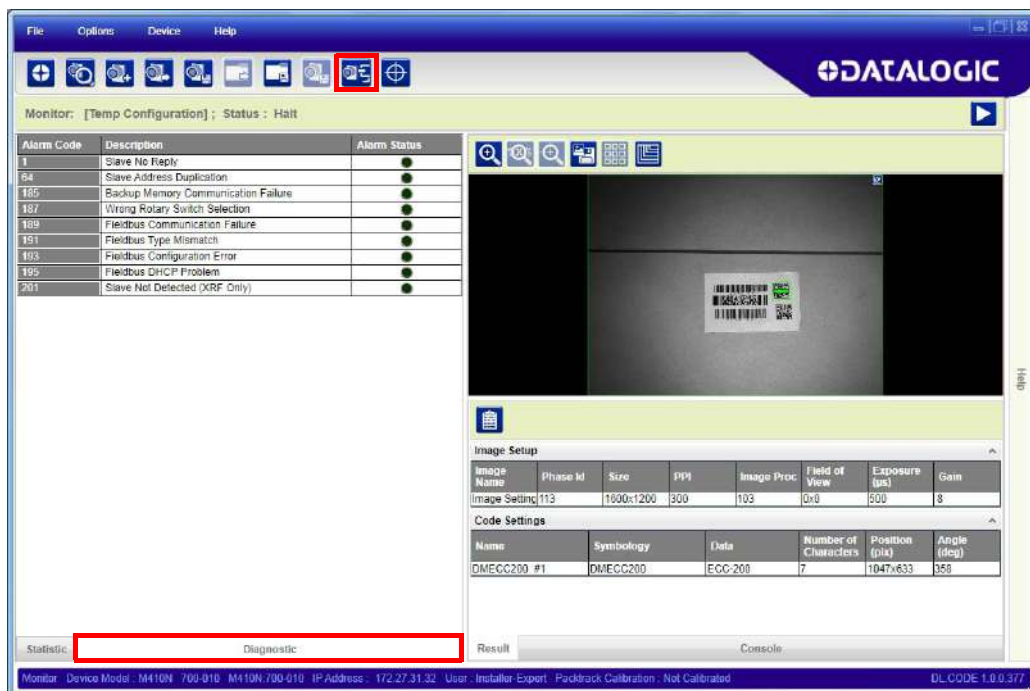 File Options Device Help
DATALOGIC
Monitor: [Temp Configuration] ; Status : Halt
Alarm Code Description Alarm Status
1 Slave No Reply
64 Slave Address Duplication
185 Backup Memory Communication Failure
187 Wrong Rotary Switch Selection
189 Fieldbus Communication Failure
191 Fieldbus Type Mismatch
193 Fieldbus Configuration Error
195 Fieldbus DHCP Problem
201 Slave Not Detected (XRF Only)
Help
Image Setup
Image Name Phase Id Size PPI Image Proc Field of View Exposure (µs) Gain
Image Setting 113 1600x1200 300 103 0x0 500 8
Code Settings
Name Symbology Data Number of Characters Position (pix) Angle (deg)
DMECC200 #1 DMECC200 ECC-200 7 1047x633 358
Statistic Diagnostic Result Console
Monitor Device Model : M410N 700-010 M410N:700-010 IP Address : 172.27.31.32 User : Installer-Expert Packtrack Calibration : Not Calibrated DL.CODE 1.0.0.377